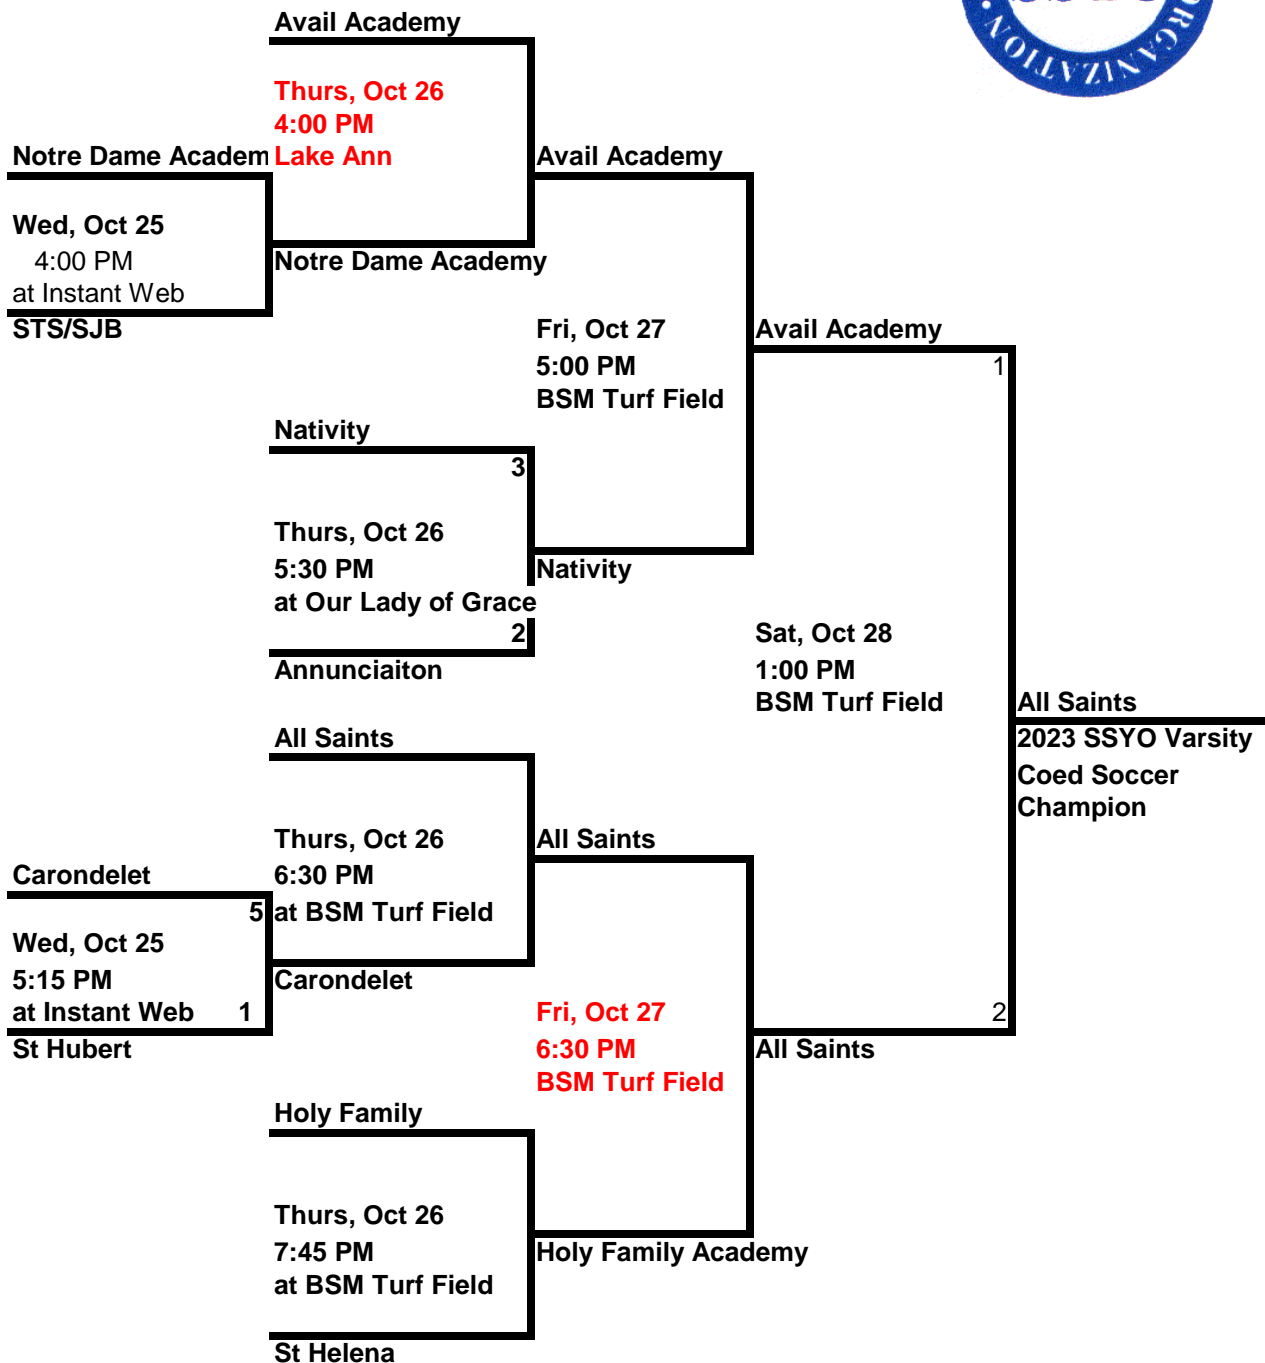 Avail Academy
ORGANIZATION
Thurs, Oct 26
4:00 PM
Lake Ann
Notre Dame Academ
Avail Academy
Wed, Oct 25
4:00 PM
at Instant Web
Notre Dame Academy
STS/SJB
Fri, Oct 27
5:00 PM
BSM Turf Field
Avail Academy
1
Nativity
3
Thurs, Oct 26
5:30 PM
at Our Lady of Grace
2
Nativity
Annunciaiton
Sat, Oct 28
1:00 PM
BSM Turf Field
All Saints
2023 SSYO Varsity
Coed Soccer
Champion
All Saints
Thurs, Oct 26
6:30 PM
at BSM Turf Field
All Saints
Carondelet
5
Wed, Oct 25
5:15 PM
at Instant Web 1
Carondelet
St Hubert
Fri, Oct 27
6:30 PM
BSM Turf Field
2
All Saints
Holy Family
Thurs, Oct 26
7:45 PM
at BSM Turf Field
Holy Family Academy
St Helena